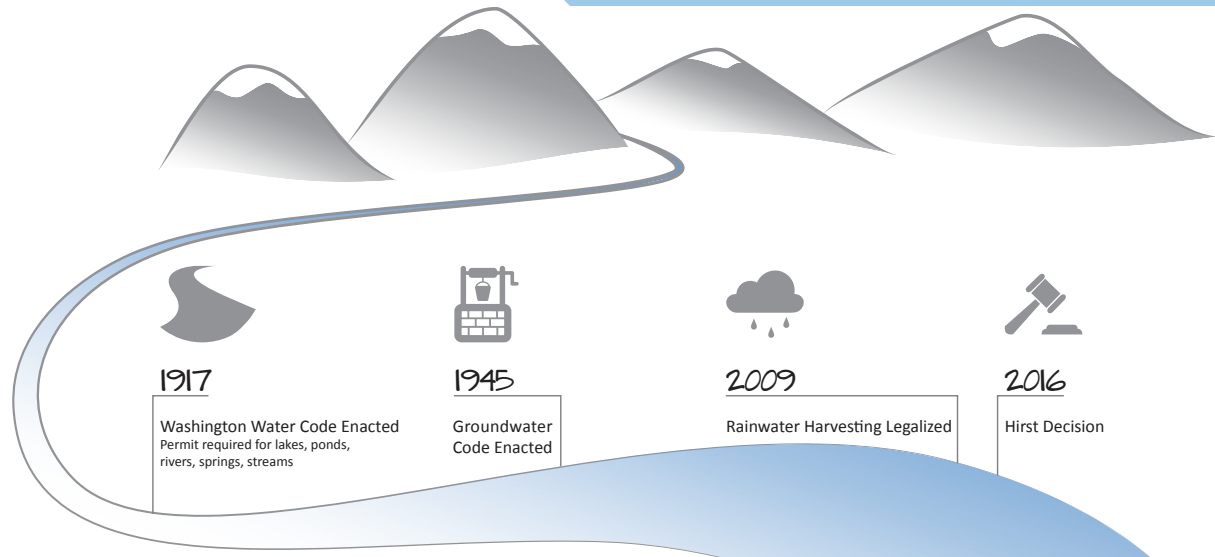 1917
Washington Water Code Enacted
Permit required for lakes, ponds,
rivers, springs, streams
1945
Groundwater
Code Enacted
2009
Rainwater Harvesting Legalized
2016
Hirst Decision